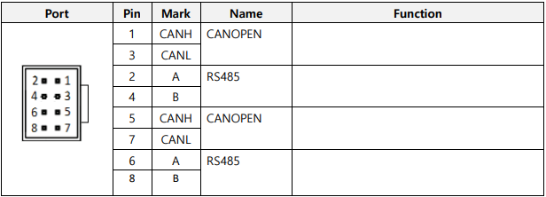 Port Pin Mark Name Function
1 CANH CANOPEN
3 CANL
2 A RS485
4 B
5 CANH CANOPEN
7 CANL
6 A RS485
8 B
2 1
4 3
6 5
8 7